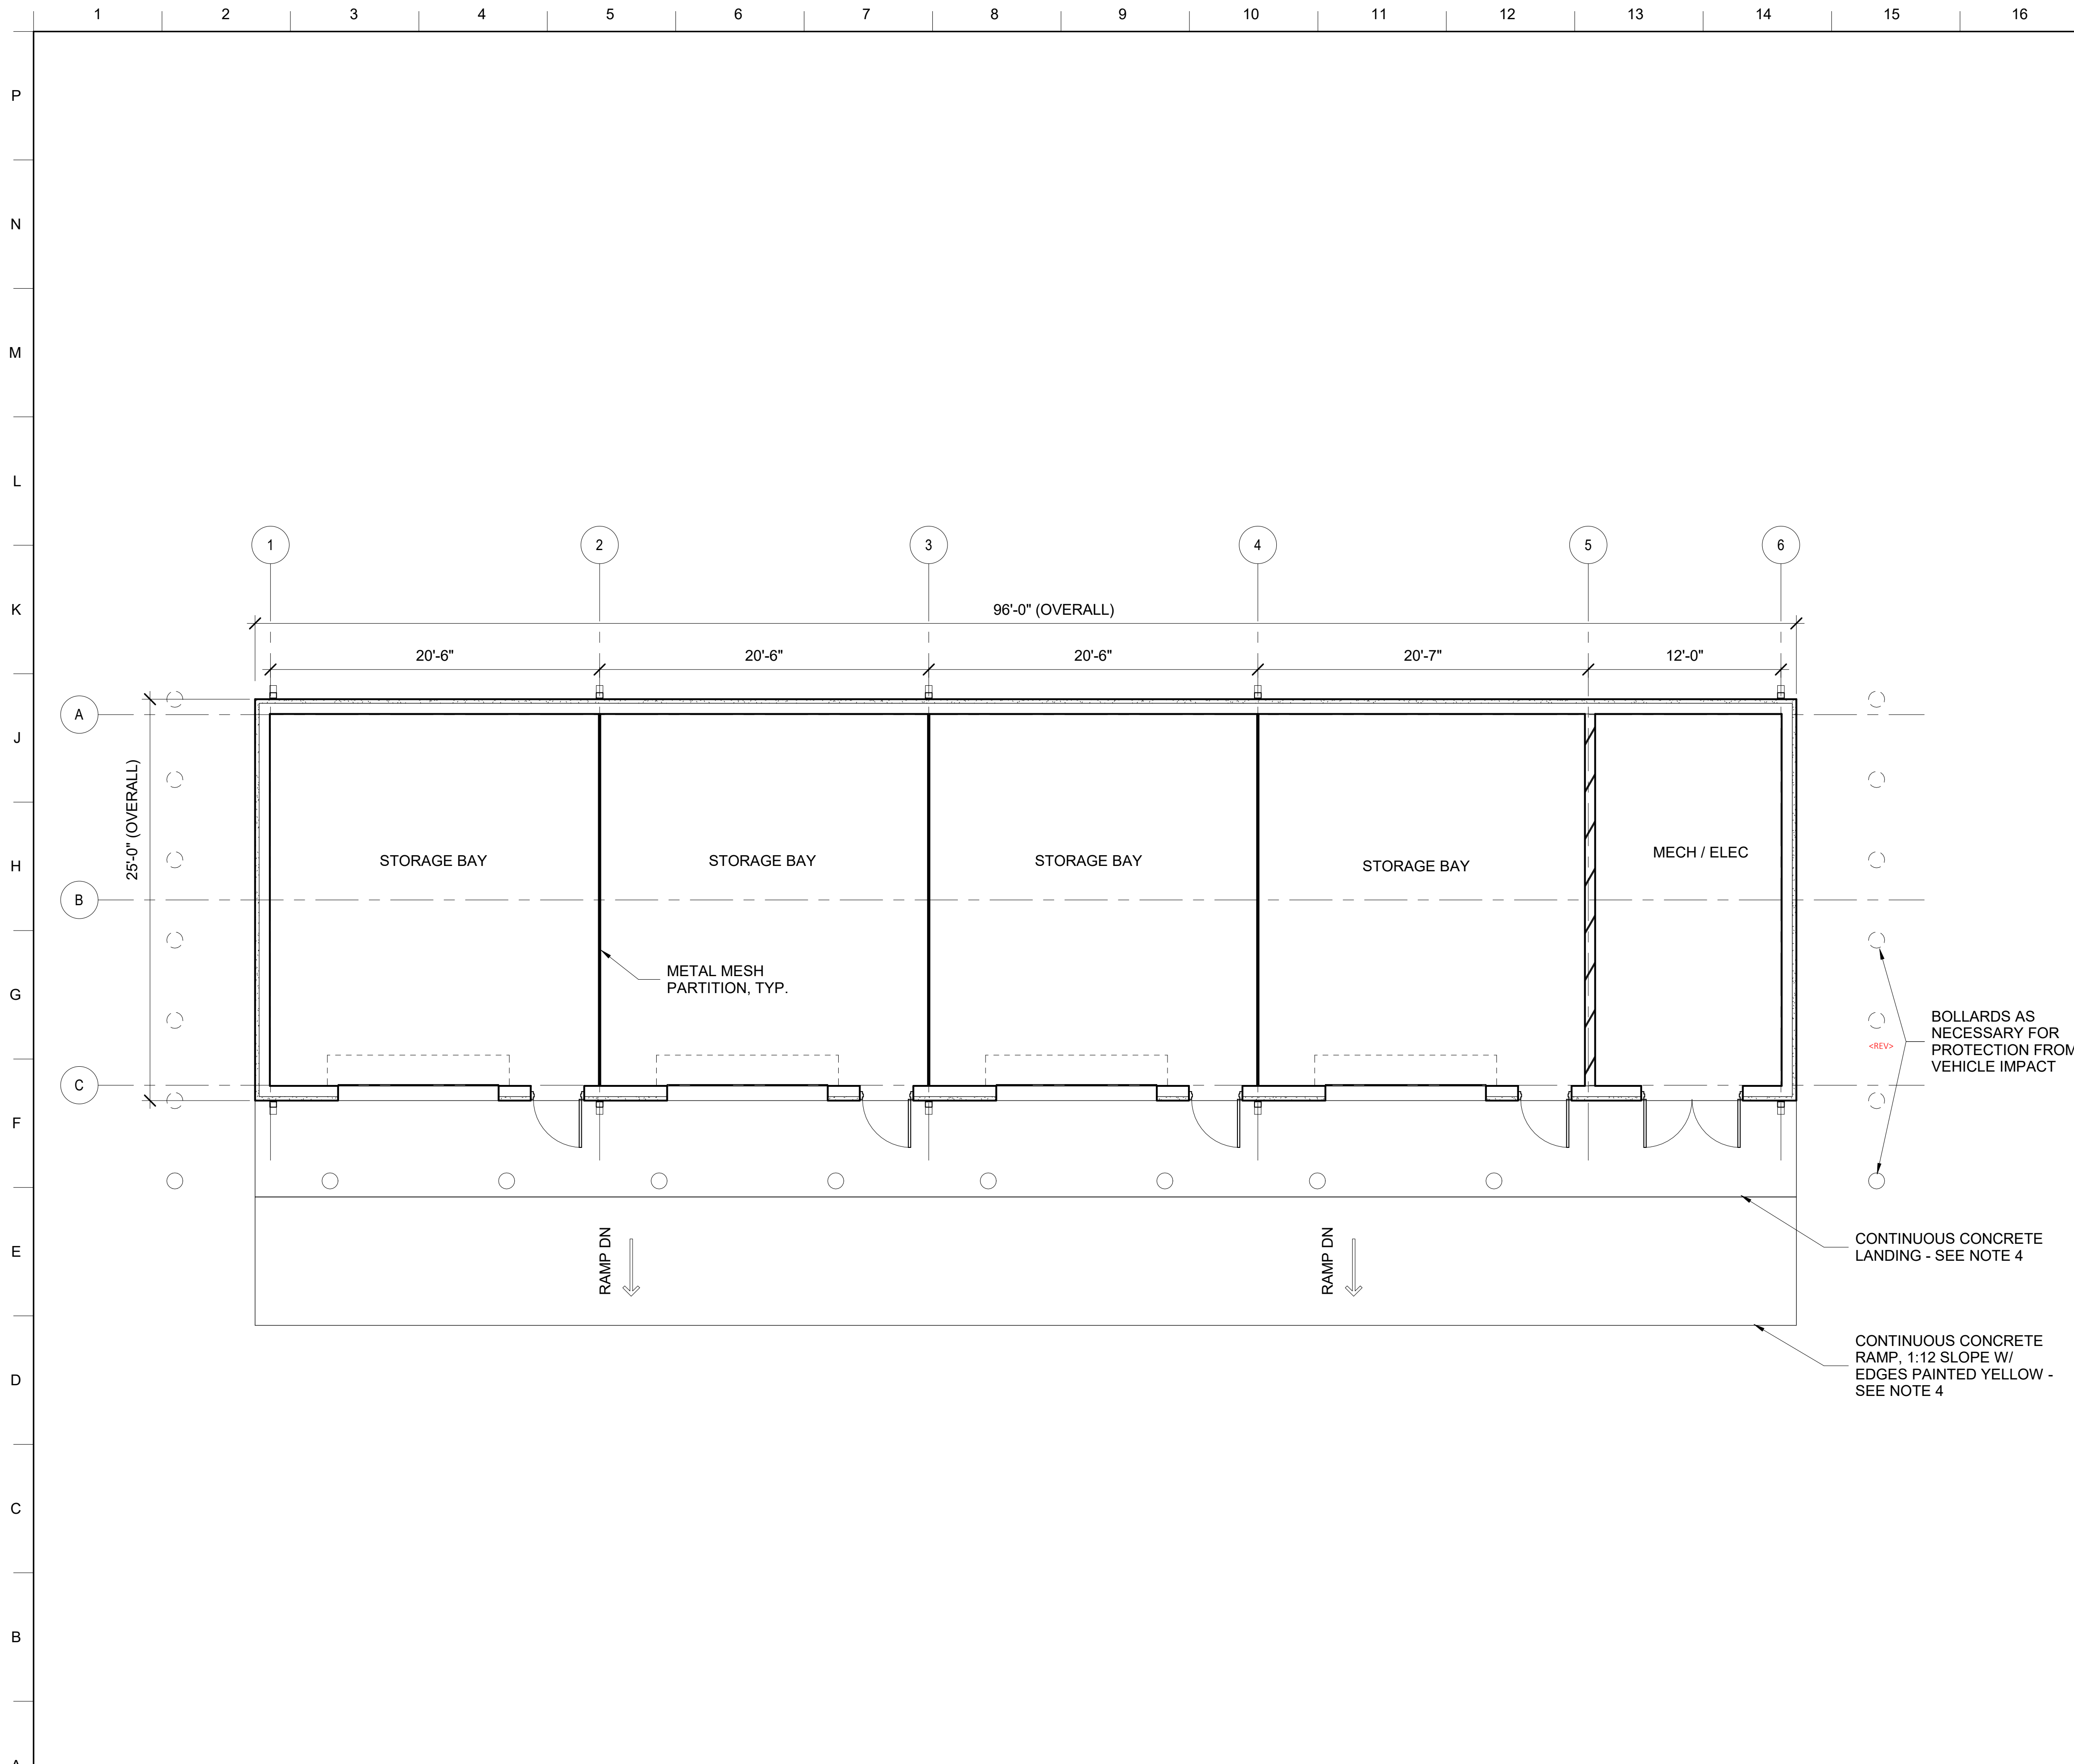 1 2 3 4 5 6 7 8 9 10 11 12 13 14 15 16
P
N
M
L
1 2 3 4 5 6
K
96'-0" (OVERALL)
20'-6" 20'-6" 20'-6" 20'-7" 12'-0"
A
J
25'-0" (OVERALL)
H
STORAGE BAY STORAGE BAY STORAGE BAY STORAGE BAY MECH / ELEC
B
METAL MESH
PARTITION, TYP.
G
BOLLARDS AS
NECESSARY FOR
PROTECTION FROM
VEHICLE IMPACT
<REV>
C
F
E
RAMP DN RAMP DN
CONTINUOUS CONCRETE
LANDING - SEE NOTE 4
CONTINUOUS CONCRETE
RAMP, 1:12 SLOPE W/
EDGES PAINTED YELLOW -
SEE NOTE 4
D
C
B
A